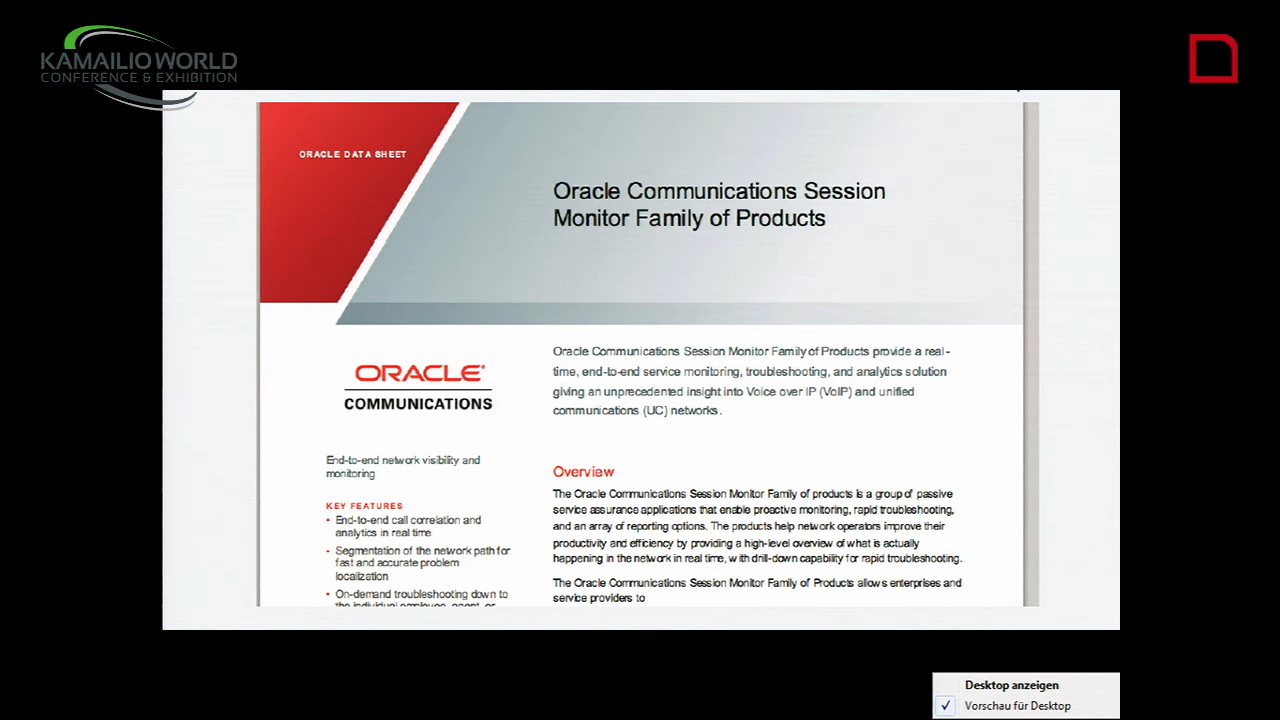 KAMAILIO WORLD
CONFERENCE & EXHIBITION
ORACLE DATA SHEET
Oracle Communications Session
Monitor Family of Products
ORACLE®
COMMUNICATIONS
Oracle Communications Session Monitor Family of Products provide a real-
time, end-to-end service monitoring, troubleshooting, and analytics solution
giving an unprecedented insight into Voice over IP (VoIP) and unified
communications (UC) networks.
End-to-end network visibility and
monitoring
KEY FEATURES
• End-to-end call correlation and
analytics in real time
• Segmentation of the network path for
fast and accurate problem
localization
• On-demand troubleshooting down to
the individual employee, agent, or
Overview
The Oracle Communications Session Monitor Family of products is a group of passive
service assurance applications that enable proactive monitoring, rapid troubleshooting,
and an array of reporting options. The products help network operators improve their
productivity and efficiency by providing a high-level overview of what is actually
happening in the network in real time, with drill-down capability for rapid troubleshooting.
The Oracle Communications Session Monitor Family of Products allows enterprises and
service providers to
Desktop anzeigen
✓ Vorschau für Desktop